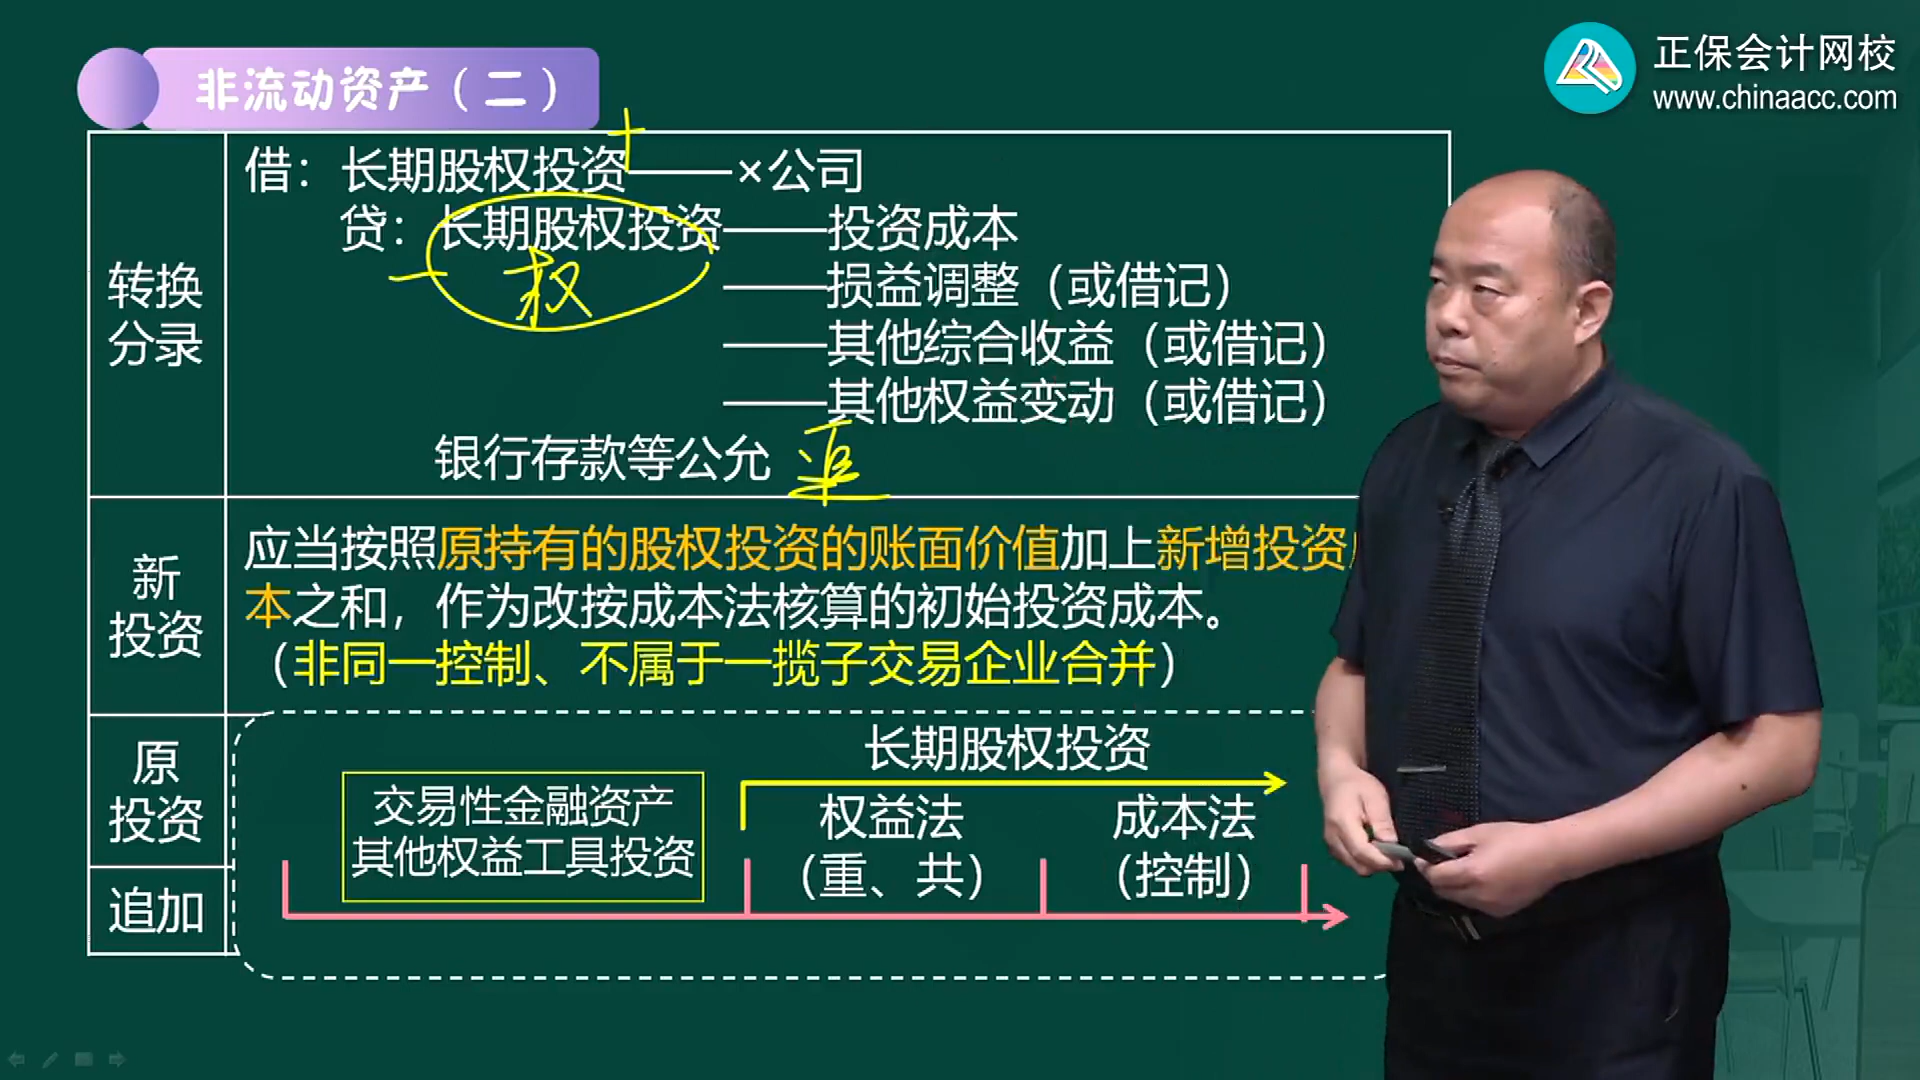 正保会计网校
www.chinaacc.com
非流动资产（二）
转换
分录
借：长期股权投资——×公司
贷：长期股权投资——投资成本
权
——损益调整（或借记）
——其他综合收益（或借记）
——其他权益变动（或借记）
银行存款等公允
追
新
投资
应当按照原持有的股权投资的账面价值加上新增投资
本之和，作为改按成本法核算的初始投资成本。
（非同一控制、不属于一揽子交易企业合并）
原
投资
追加
长期股权投资
交易性金融资产
其他权益工具投资
权益法
（重、共）
成本法
（控制）